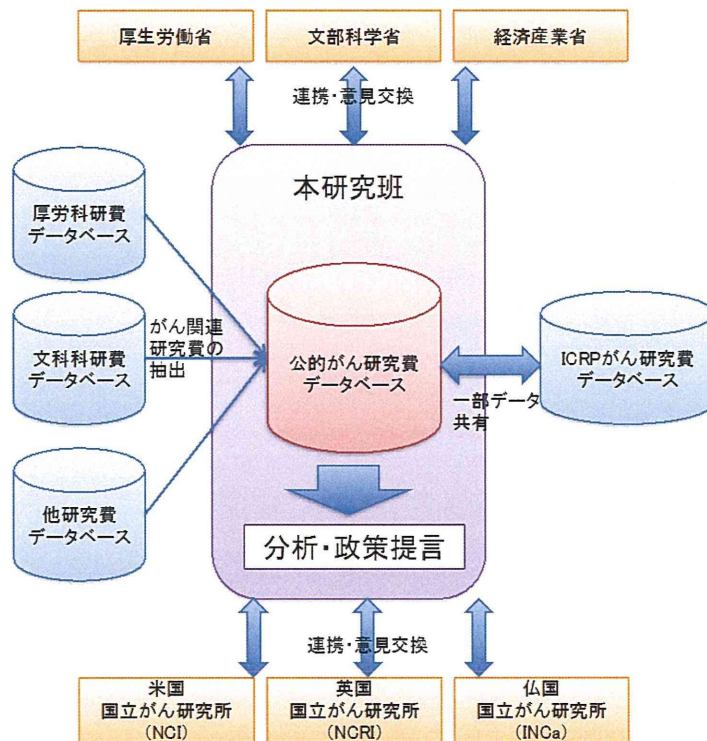 厚生労働省
文部科学省
経済産業省
連携・意見交換
本研究班
厚労科研費
データベース
文科科研費
データベース
他研究費
データベース
がん関連
研究費の
抽出
公的がん研究費
データベース
ICRPがん研究費
データベース
一部データ
共有
分析・政策提言
連携・意見交換
米国
国立がん研究所
(NCI)
英国
国立がん研究所
(NCRI)
仏国
国立がん研究所
(INCa)